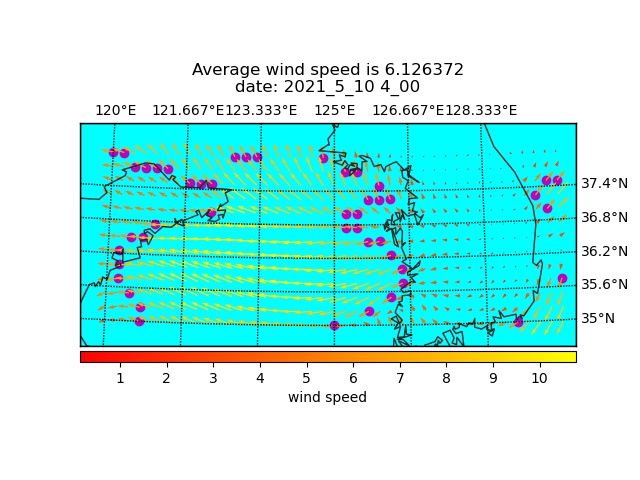 Average wind speed is 6.126372
date: 2021_5_10 4_00
120°E 121.667°E 123.333°E 125°E 126.667°E 128.333°E
37.4°N
36.8°N
36.2°N
35.6°N
35°N
1 2 3 4 5 6 7 8 9 10
wind speed